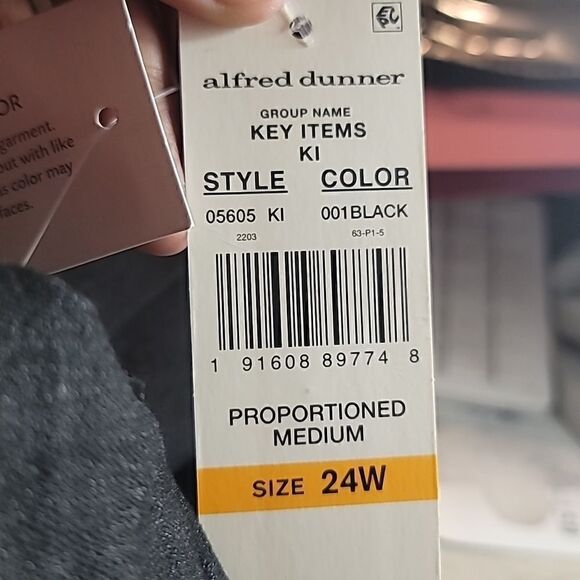 OR
garment.
out with like
s color may
faces.
alfred dunner
GROUP NAME
KEY ITEMS
KI
STYLE COLOR
05605 KI 001BLACK
2203 63-P1-5
1 91608 89774 8
PROPORTIONED
MEDIUM
SIZE 24W